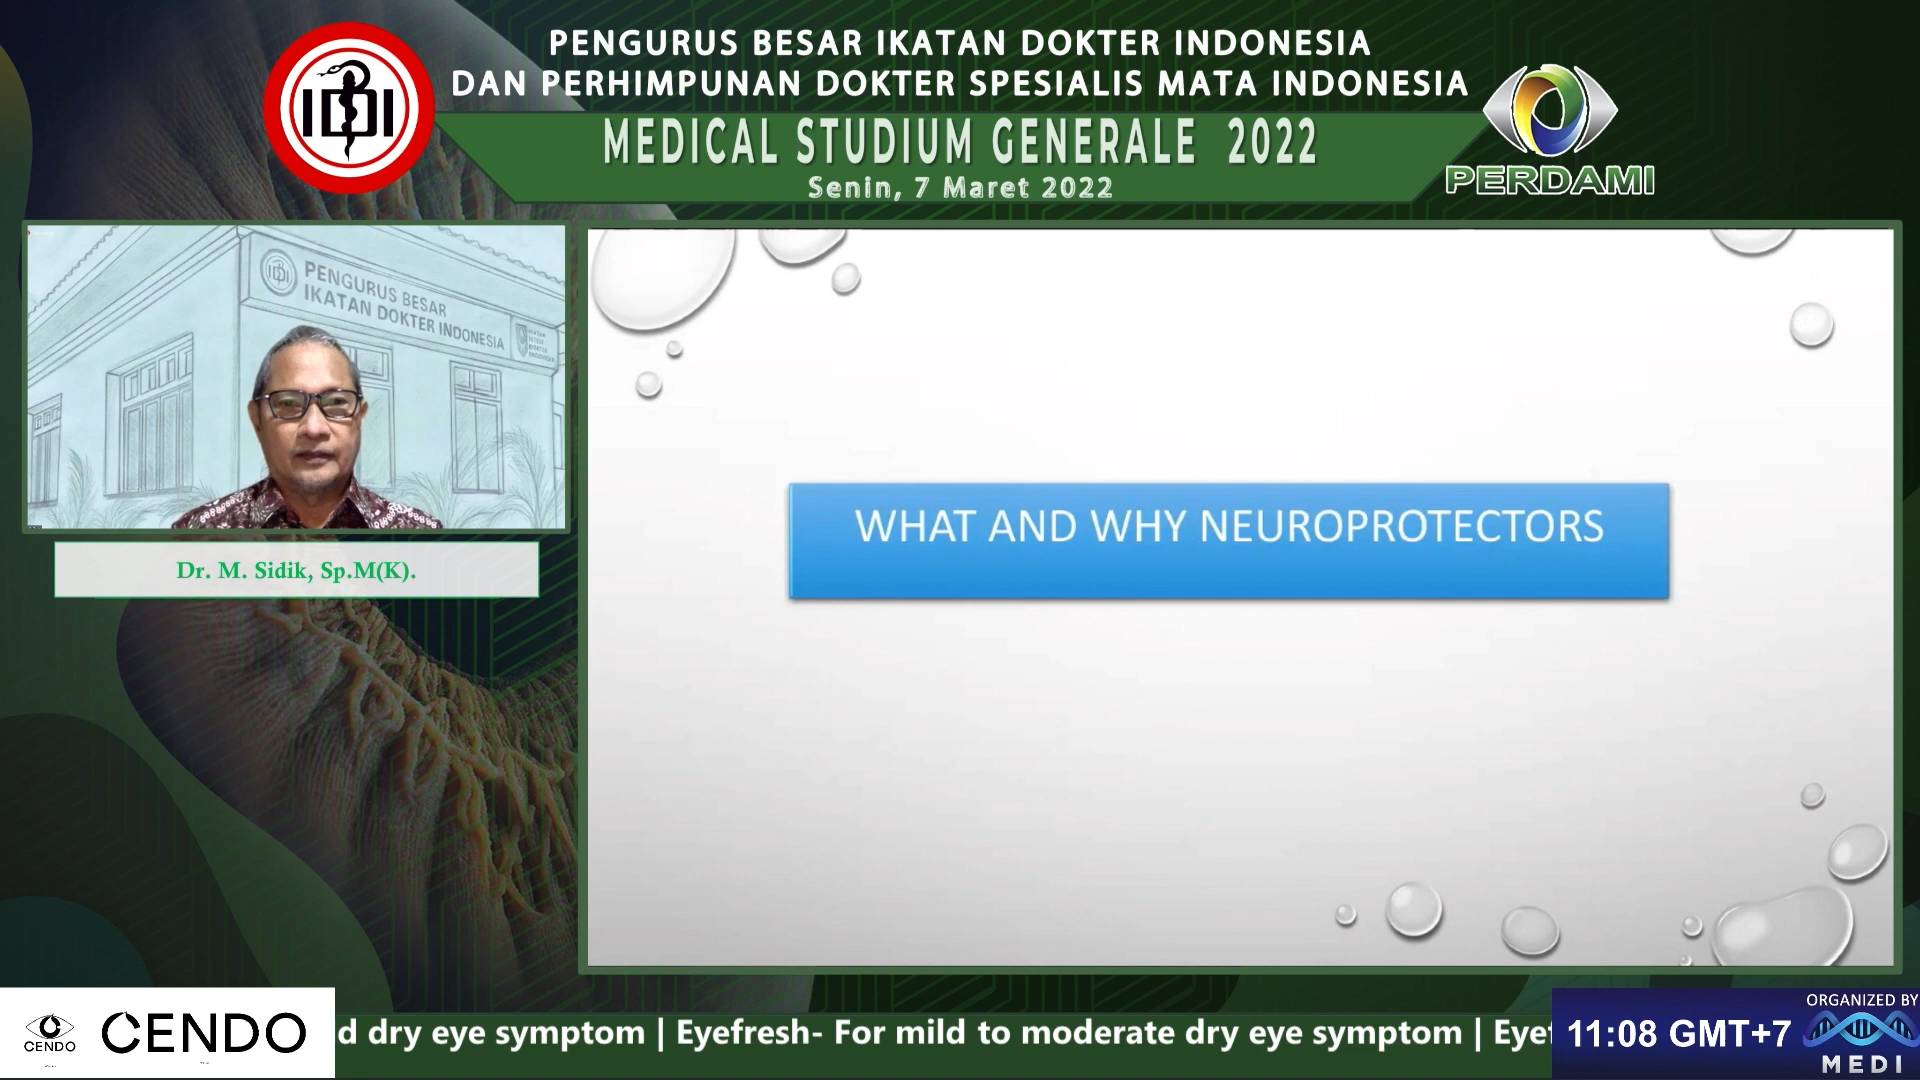 PENGURUS BESAR IKATAN DOKTER INDONESIA
DAN PERHIMPUNAN DOKTER SPESIALIS MATA INDONESIA
MEDICAL STUDIUM GENERALE 2022
Senin, 7 Maret 2022
IDI
PERDAMI
IDI
PENGURUS BESAR
IKATAN DOKTER INDONESIA
WHAT AND WHY NEUROPROTECTORS
Dr. M. Sidik, Sp.M(K).
CENDO
CENDO
d dry eye symptom | Eyefresh- For mild to moderate dry eye symptom | Eyef
11:08 GMT+7
ORGANIZED BY
MEDI